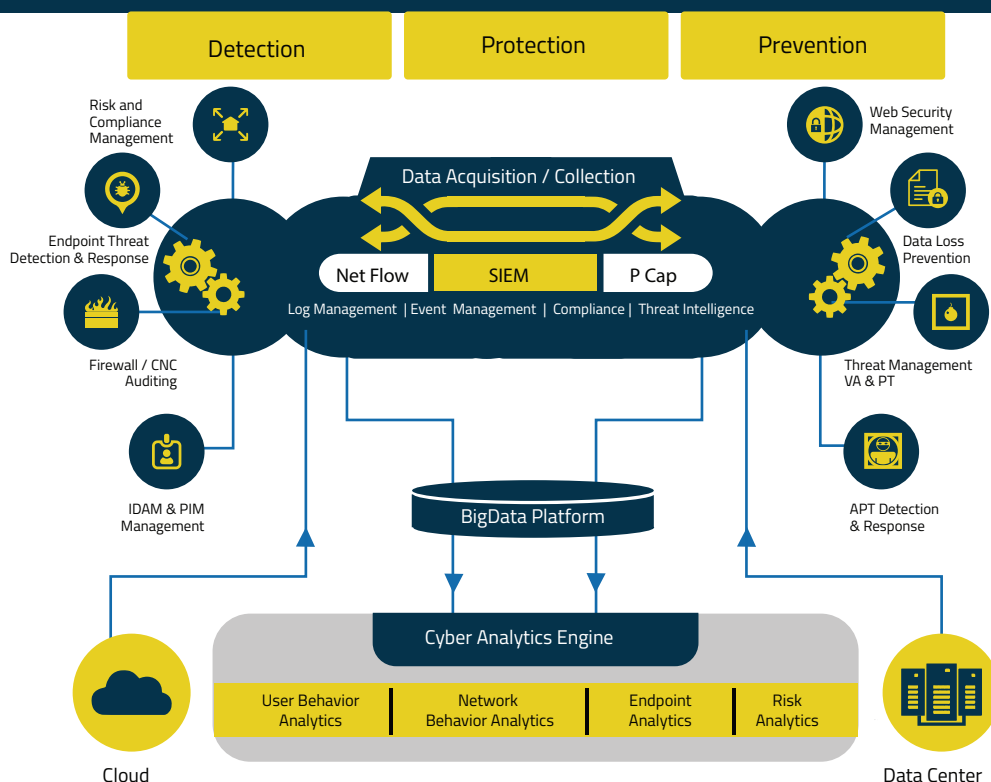 Detection
Protection
Prevention
Risk and
Compliance
Management
Web Security
Management
Data Acquisition / Collection
Endpoint Threat
Detection & Response
Data Loss
Prevention
Net Flow
SIEM
P Cap
Log Management | Event Management | Compliance | Threat Intelligence
Firewall / CNC
Auditing
Threat Management
VA & PT
IDAM & PIM
Management
APT Detection
& Response
BigData Platform
Cyber Analytics Engine
User Behavior
Analytics
Network
Behavior Analytics
Endpoint
Analytics
Risk
Analytics
Cloud
Data Center